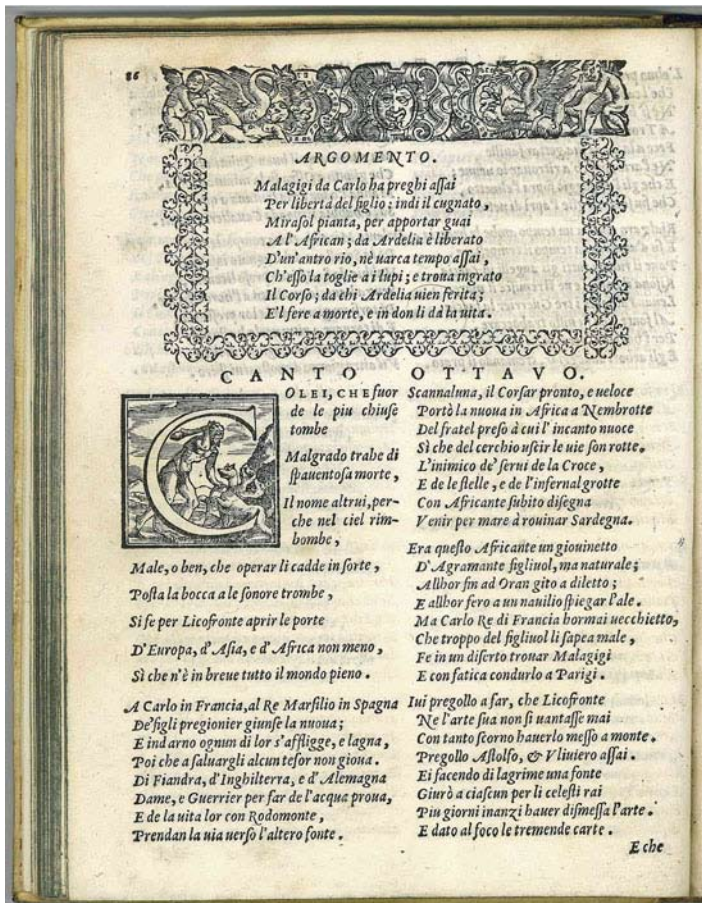 86
ARGOMENTO.
Malagigi da Carlo ha preghi aſſai
Per libertà del figlio: indi il cugnato,
Miraſol pianta, per apportar guai
A l'African; da Ardelia è liberato
D'un'antro rio, nè uarca tempo aſſai,
Ch'eſſo la toglie a i lupi; e troua ingrato
Il Corſo; da chi Ardelia uien ferita;
E'l fere a morte, e in don li dà la uita.
CANTO OTTAVO.
COLEI, CHE fuor
de le piu chiuſe
tombe
Malgrado trahe di
ſpauentoſa morte,
Il nome altrui, per-
che nel ciel rim-
bombe,
Male, o ben, che operar li cadde in ſorte,
Poſta la bocca a le ſonore trombe,
Si fe per Licofronte aprir le porte
D'Europa, d'Aſia, e d'Africa non meno,
Sì che n'è in breue tutto il mondo pieno.
A Carlo in Francia, al Re Marſilio in Spagna
De'figli pregionier giunſe la nuoua;
E ind arno ognun di lor s'affligge, e lagna,
Poi che a ſaluargli alcun teſor non gioua.
Di Fiandra, d'Inghilterra, e d'Alemagna
Dame, e Guerrier per far de l'acqua proua,
E de la uita lor con Rodomonte,
Prendan la uia uerſo l'altero fonte.
Scannaluna, il Corſar pronto, e ueloce
Portò la nuoua in Africa a Nembrotte
Del fratel preſo à cui l'incanto nuoce
Sì che del cerchio uſcir le uie ſon rotte.
L'inimico de'ſerui de la Croce,
E de le ſtelle, e de l'infernal grotte
Con Africante ſubito diſegna
Venir per mare à rouinar Sardegna.
Era queſto Africante un giouinetto
D'Agramante figliuol, ma naturale;
Allhor fin ad Oran gito a diletto;
E allhor fero a un nauilio ſpiegar l'ale.
Ma Carlo Re di Francia hormai uecchietto,
Che troppo del figliuol li ſapea male,
Fe in un diſerto trouar Malagigi
E con fatica condurlo a Parigi.
Iui pregollo a far, che Licofronte
Ne l'arte ſua non ſi uantaſſe mai
Con tanto ſcorno hauerlo meſſo a monte.
Pregollo Aſtolfo, & Vliuiero aſſai.
Ei facendo di lagrime una fonte
Giurò a ciaſcun per li celeſti rai
Piu giorni inanzi hauer diſmeſſa l'arte.
E dato al foco le tremende carte.
E che